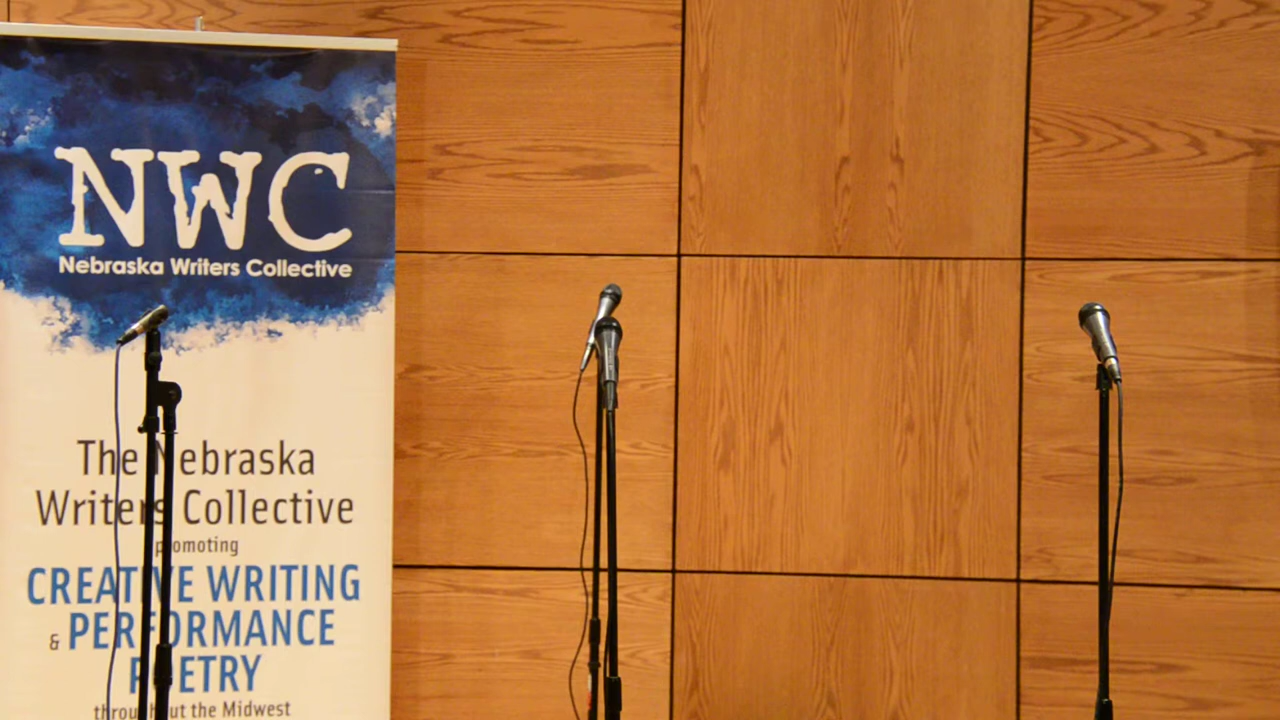 NWC
Nebraska Writers Collective
The Nebraska
Writers Collective
promoting
CREATIVE WRITING
& PERFORMANCE
POETRY
throughout the Midwest